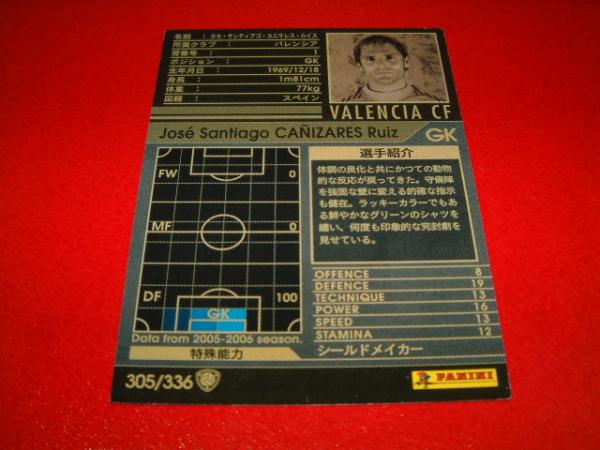 名前 : ホセ・サンティアゴ・カニサレス・ルイス
所属クラブ : バレンシア
背番号 : 1
ポジション : GK
生年月日 : 1969/12/18
身長 : 1m81cm
体重 : 77kg
国籍 : スペイン
VALENCIA CF
José Santiago CAÑIZARES Ruiz GK
FW 0
MF 0
DF 100
GK
Data from 2005-2006 season.
選手紹介
体調の良化と共にかつての動物
的な反応が戻ってきた。守備陣
を強固な壁に変える的確な指示
も健在。ラッキーカラーでもあ
る鮮やかなグリーンのシャツを
纏い、何度も印象的な完封劇を
見せている。
OFFENCE 8
DEFENCE 19
TECHNIQUE 13
POWER 16
SPEED 13
STAMINA 12
特殊能力 シールドメイカー
305/336
PANINI